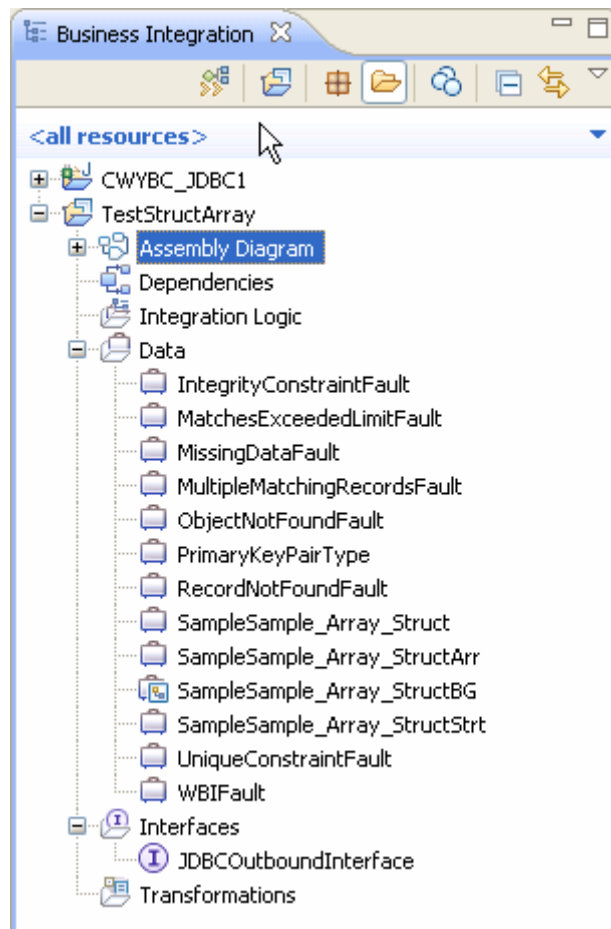 Business Integration
<all resources>
CWYBC_JDBC1
TestStructArray
Assembly Diagram
Dependencies
Integration Logic
Data
IntegrityConstraintFault
MatchesExceededLimitFault
MissingDataFault
MultipleMatchingRecordsFault
ObjectNotFoundFault
PrimaryKeyPairType
RecordNotFoundFault
SampleSample_Array_Struct
SampleSample_Array_StructArr
SampleSample_Array_StructBG
SampleSample_Array_StructStrt
UniqueConstraintFault
WBIFault
Interfaces
JDBCOutboundInterface
Transformations